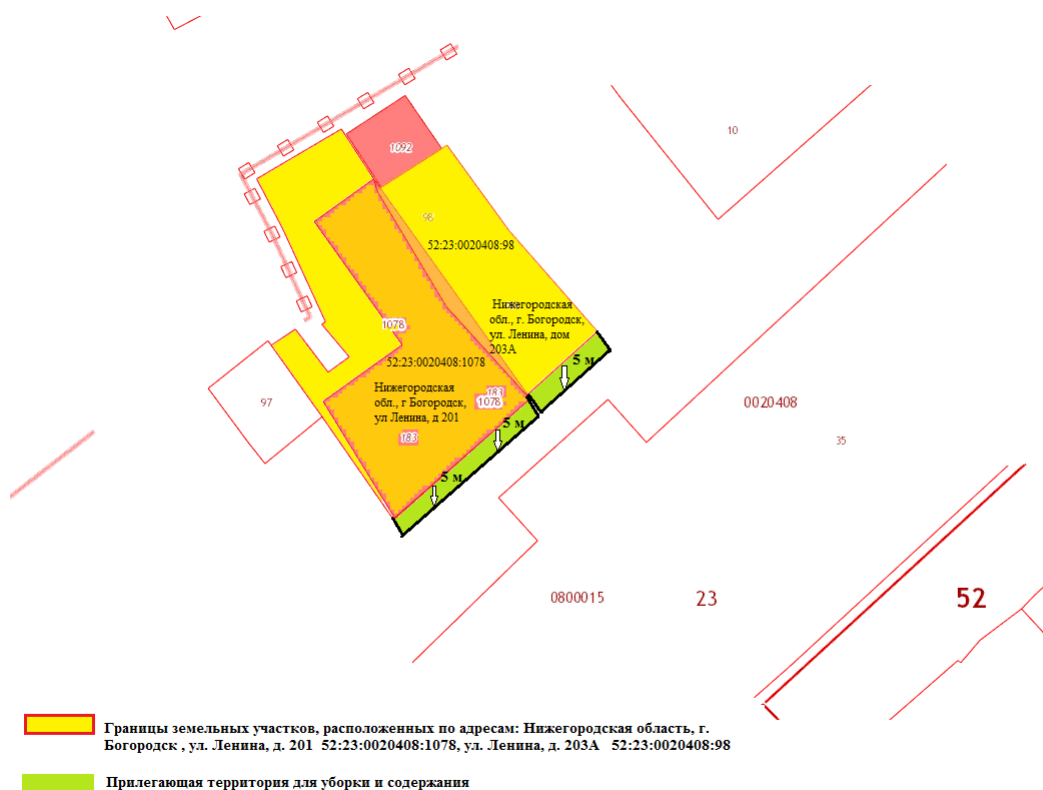 10
1092
98
52:23:0020408:98
Нижегородская
обл., г. Богородск,
ул. Ленина, дом
203А
1078
52:23:0020408:1078
5 м
Нижегородская
обл., г Богородск,
ул Ленина, д 201
183
1078
97
0020408
5 м
183
35
5 м
0800015
23
52
Границы земельных участков, расположенных по адресам: Нижегородская область, г.
Богородск , ул. Ленина, д. 201 52:23:0020408:1078, ул. Ленина, д. 203А 52:23:0020408:98
Прилегающая территория для уборки и содержания